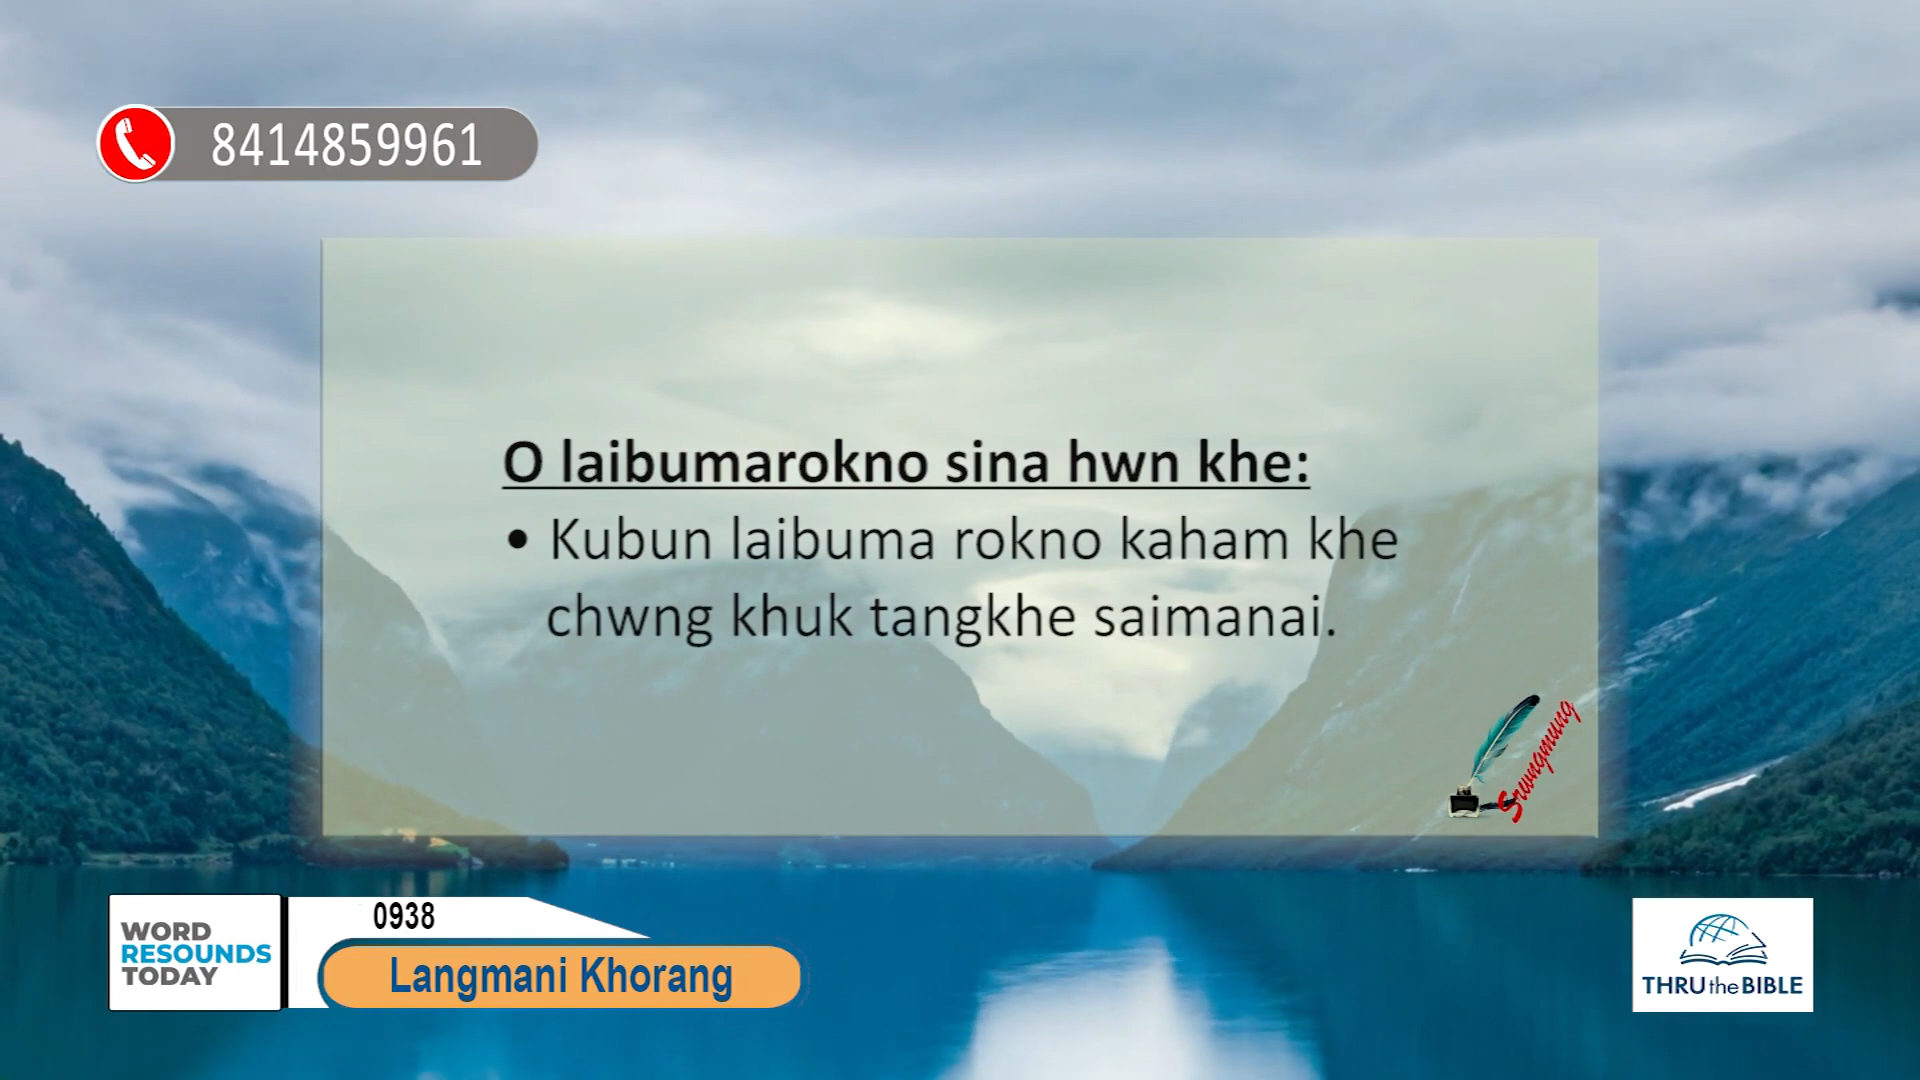 8414859961
O laibumarokno sina hwn khe:
• Kubun laibuma rokno kaham khe
chwng khuk tangkhe saimanai.
Srwngmung
WORD
RESOUNDS
TODAY
0938
Langmani Khorang
THRU the BIBLE